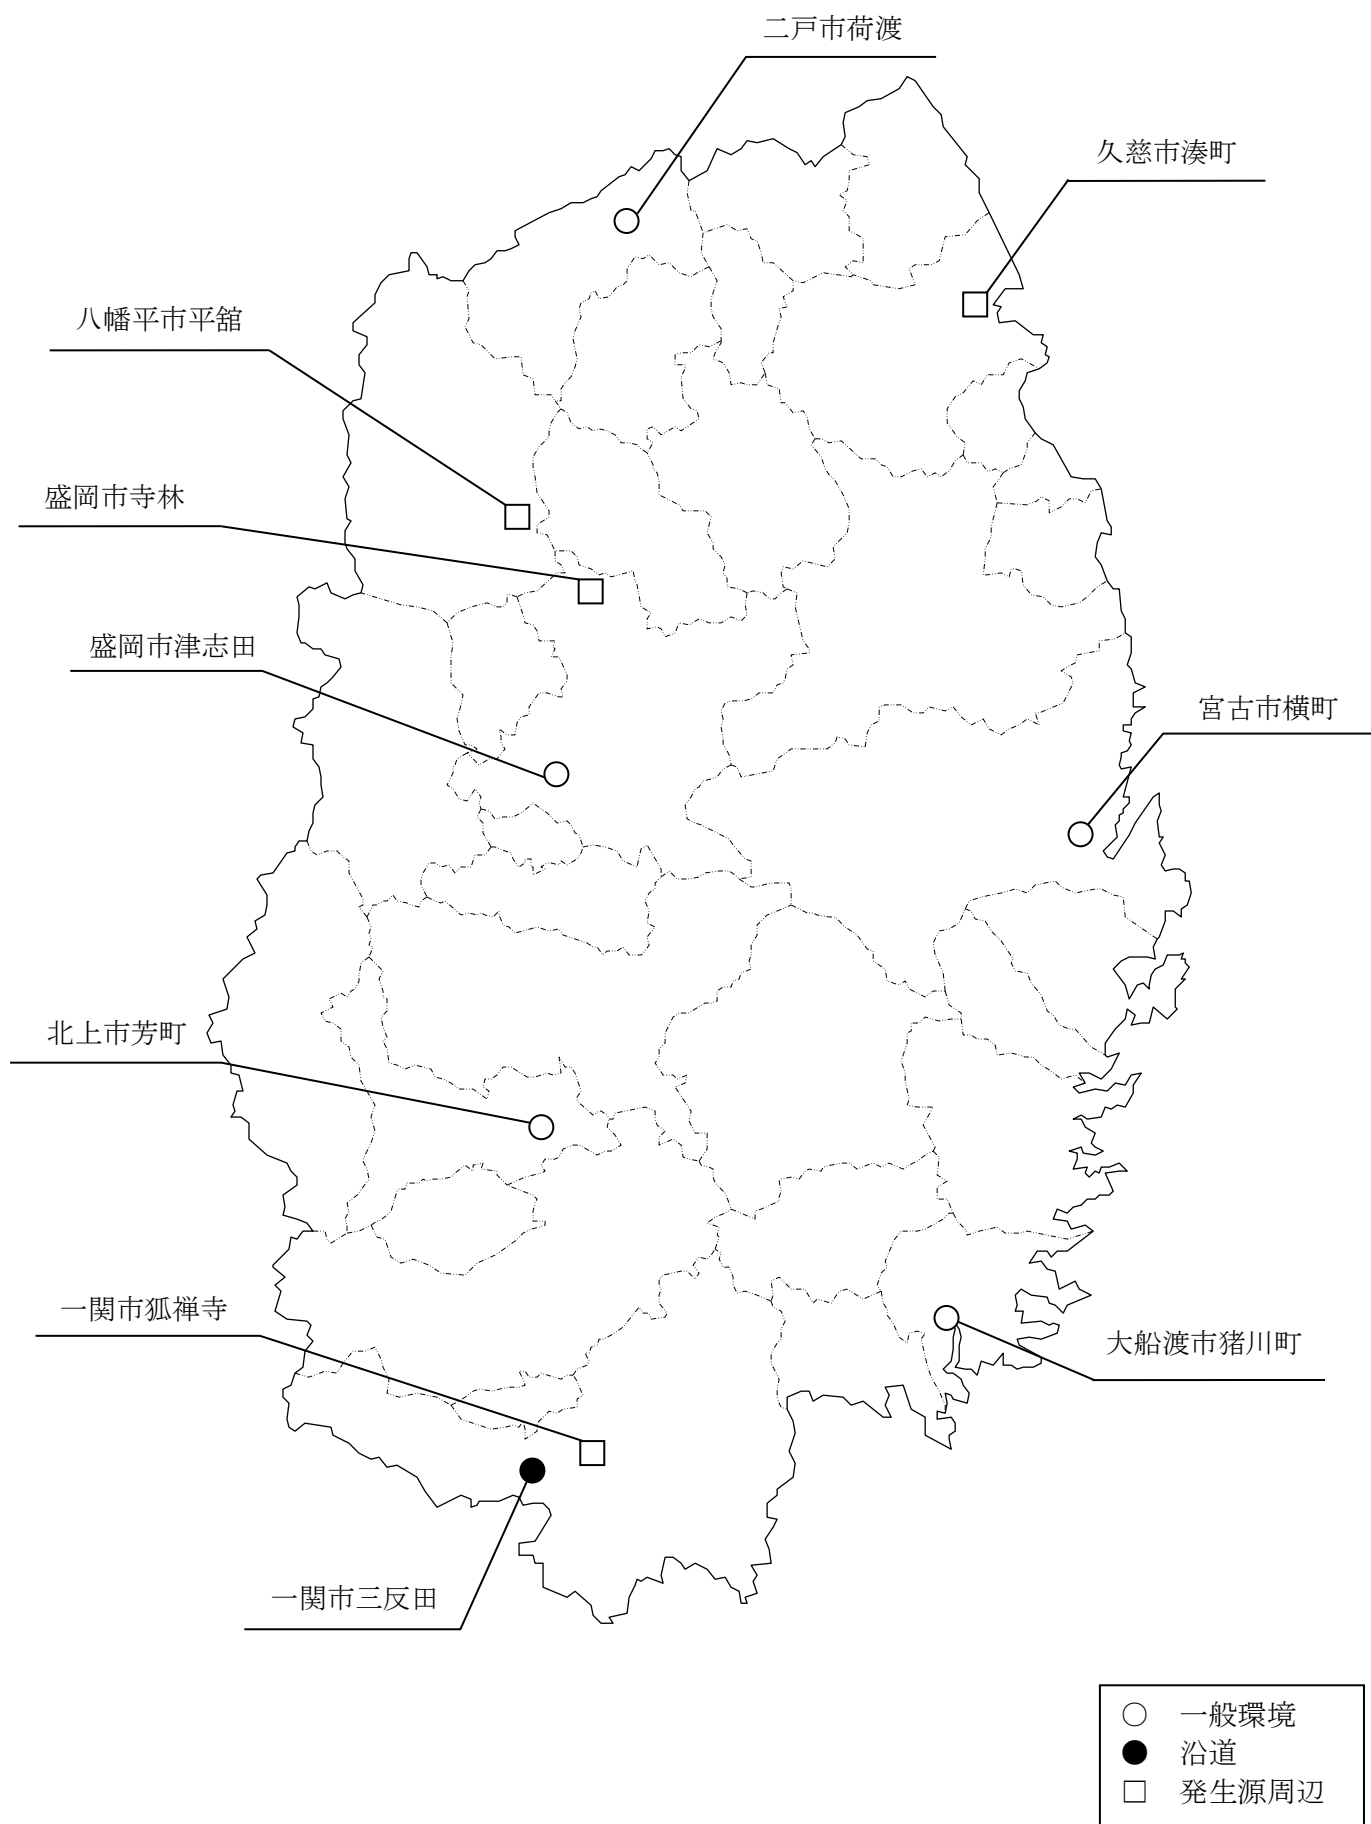 二戸市荷渡
久慈市湊町
八幡平市平舘
盛岡市寺林
盛岡市津志田
宮古市横町
北上市芳町
一関市狐禅寺
大船渡市猪川町
一関市三反田
○ 一般環境
● 沿道
□ 発生源周辺